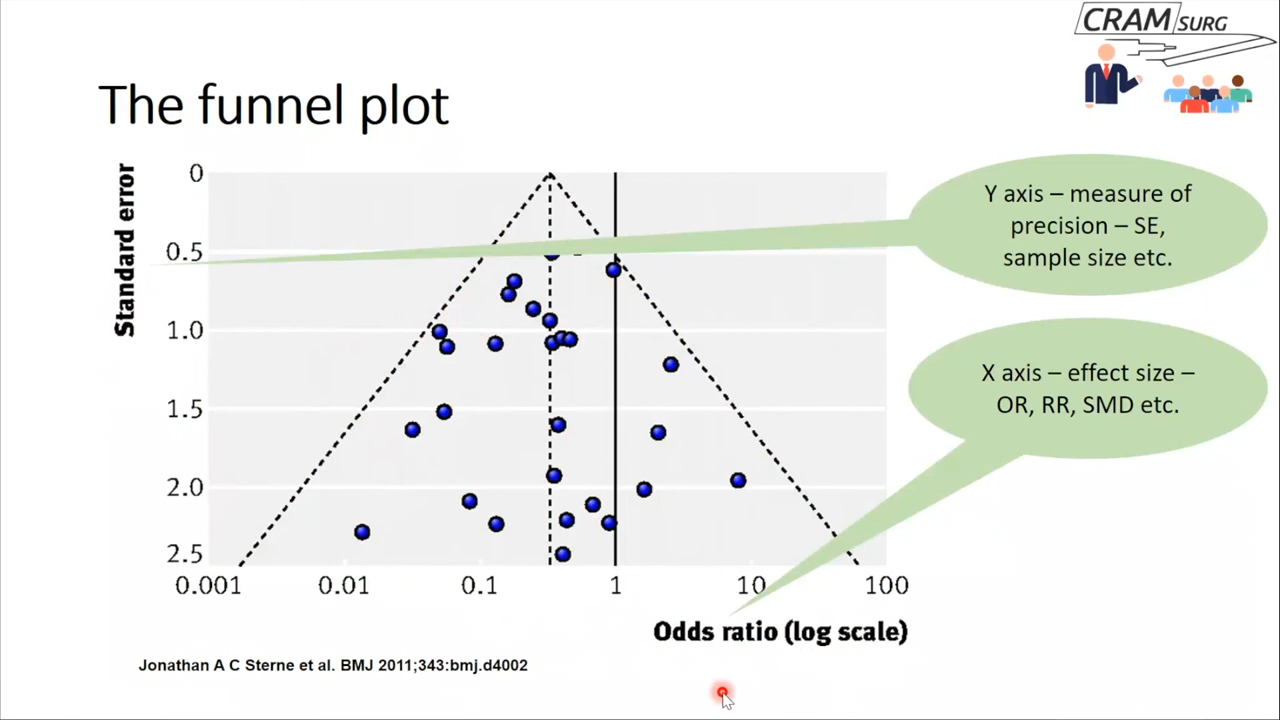 CRAM SURG
The funnel plot
Standard error
0
0.5
1.0
1.5
2.0
2.5
0.001
0.01
0.1
1
10
100
Odds ratio (log scale)
Y axis – measure of
precision – SE,
sample size etc.
X axis – effect size –
OR, RR, SMD etc.
Jonathan A C Sterne et al. BMJ 2011;343:bmj.d4002